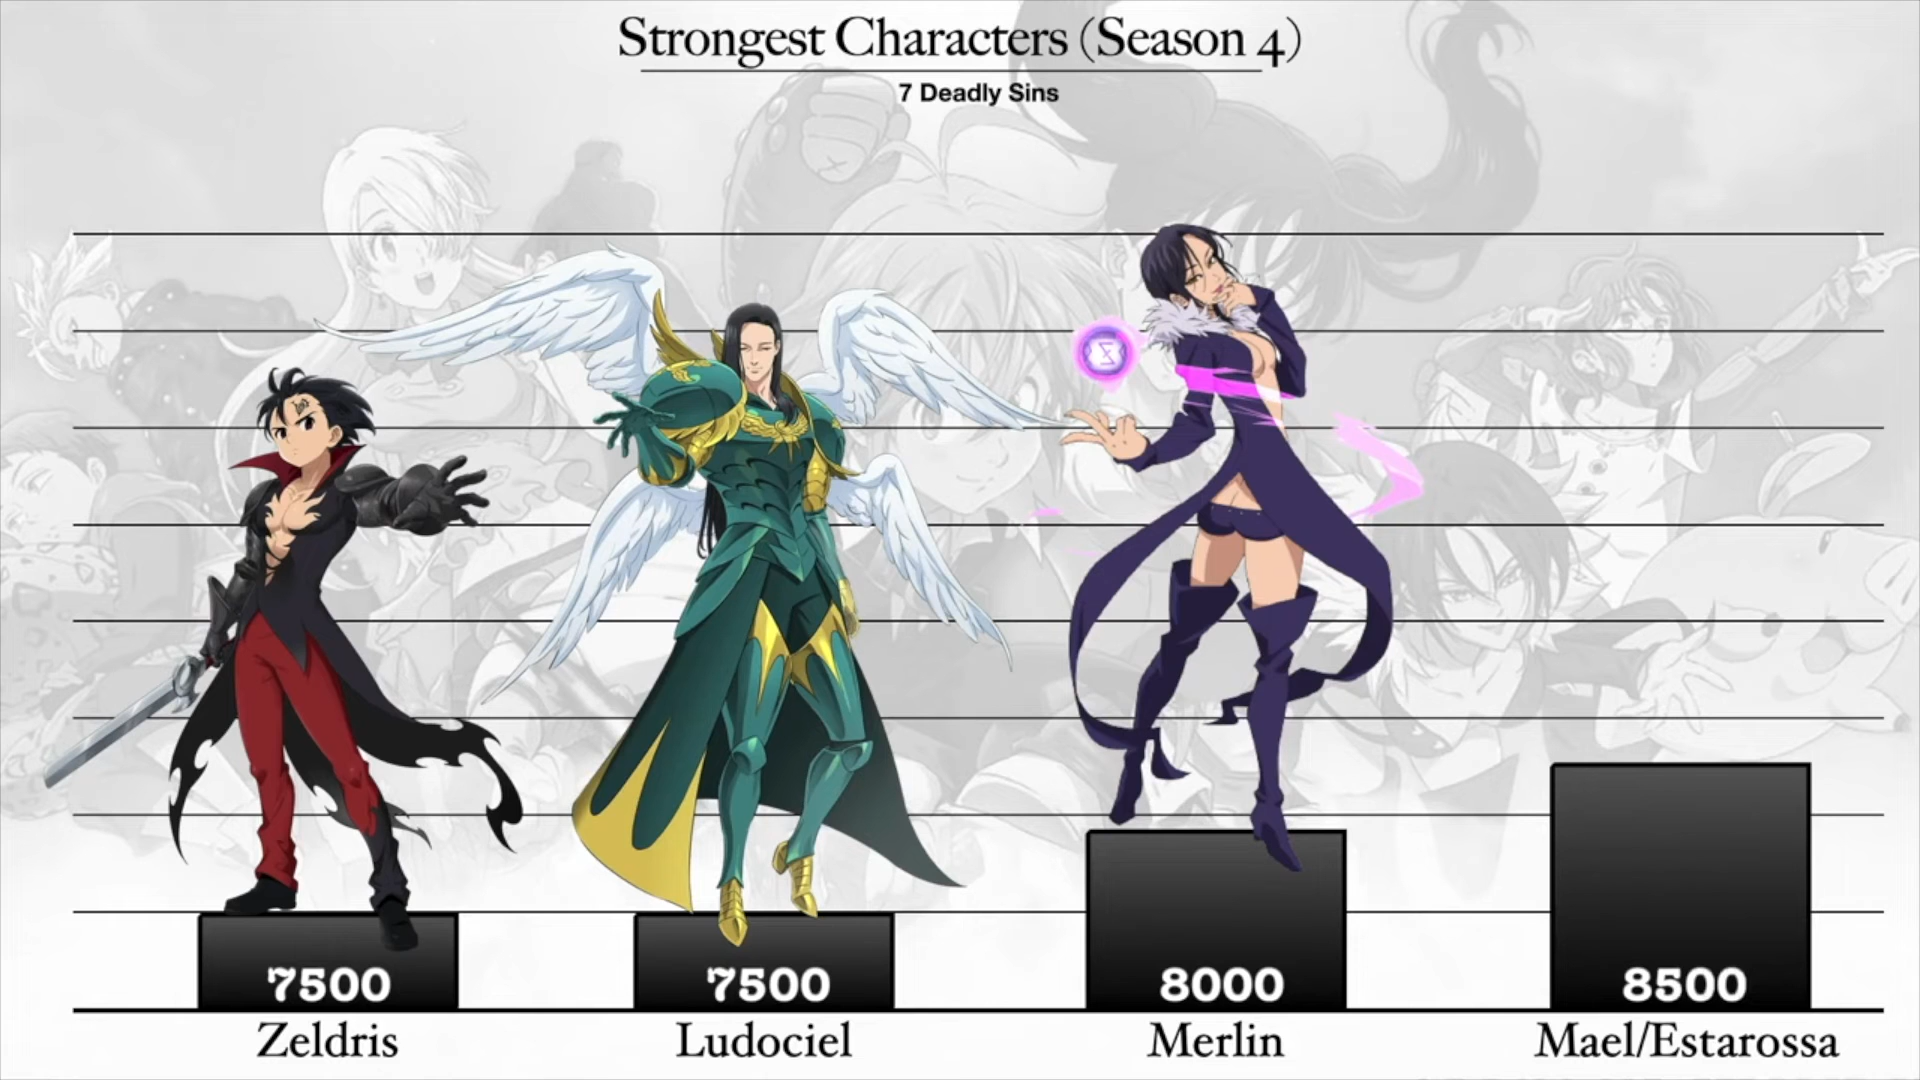 Strongest Characters (Season 4)
7 Deadly Sins
7500
7500
8000
8500
Zeldris
Ludociel
Merlin
Mael/Estarossa